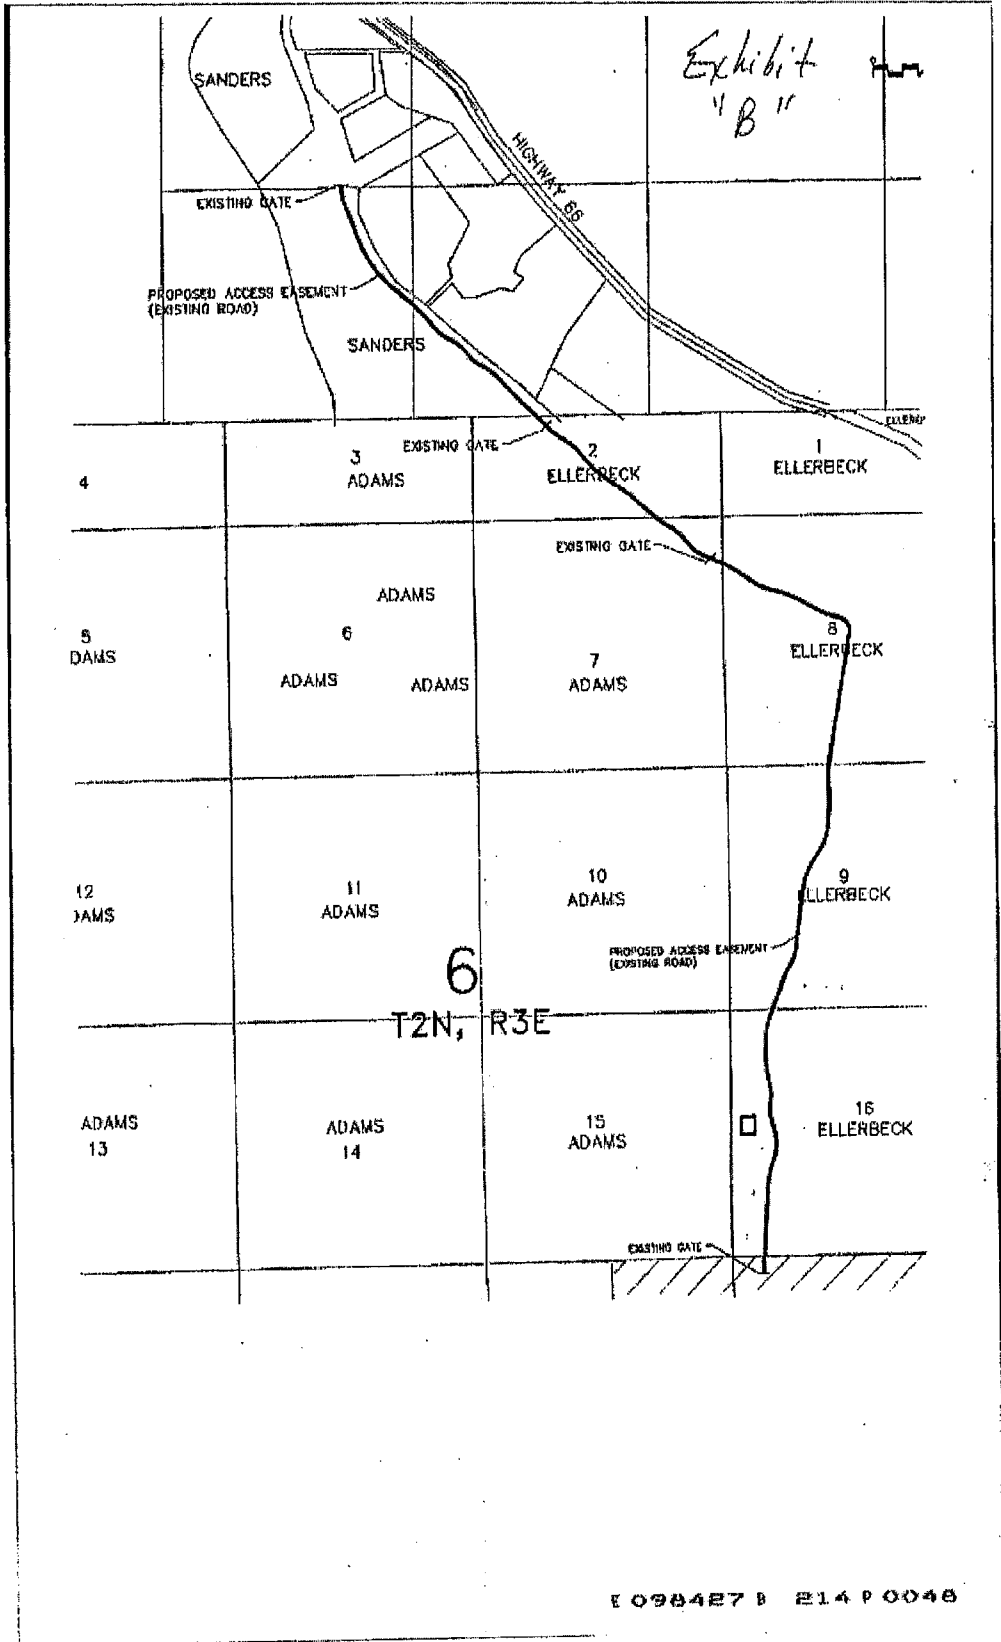 Exhibit
"B"
SANDERS
HIGHWAY 66
EXISTING GATE
PROPOSED ACCESS EASEMENT
(EXISTING ROAD)
SANDERS
EXISTING GATE
4
3
ADAMS
2
ELLERBECK
1
ELLERBECK
EXISTING GATE
5
DAMS
ADAMS
6
ADAMS
ADAMS
7
ADAMS
8
ELLERBECK
12
DAMS
11
ADAMS
10
ADAMS
9
ELLERBECK
PROPOSED ACCESS EASEMENT
(EXISTING ROAD)
6
T2N, R3E
ADAMS
13
ADAMS
14
15
ADAMS
16
ELLERBECK
EXISTING GATE
E 098427 B 214 P 0048